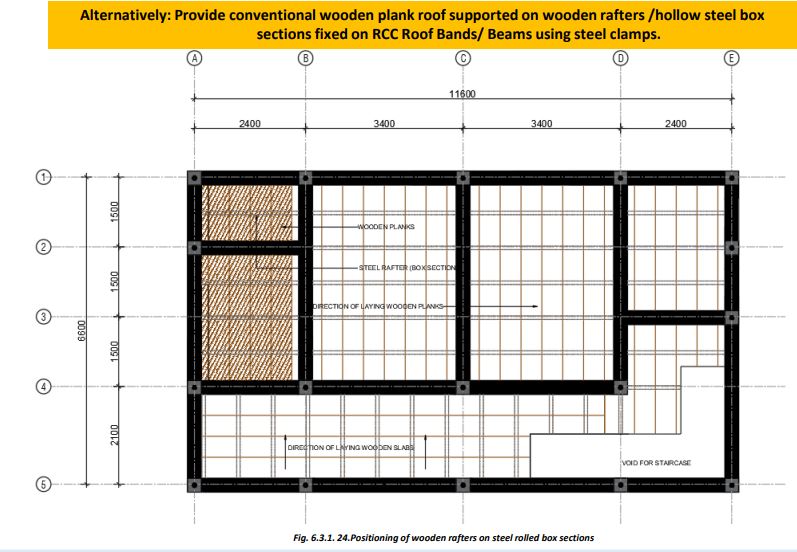 Alternatively: Provide conventional wooden plank roof supported on wooden rafters /hollow steel box
sections fixed on RCC Roof Bands/ Beams using steel clamps.
A B C D E
11600
2400 3400 3400 2400
1
1500
WOODEN PLANKS
2
STEEL RAFTER (BOX SECTION
1500
DIRECTION OF LAYING WOODEN PLANKS
3
6600
1500
4
2100
DIRECTION OF LAYING WOODEN SLABS
VOID FOR STAIRCASE
5
Fig. 6.3.1. 24.Positioning of wooden rafters on steel rolled box sections